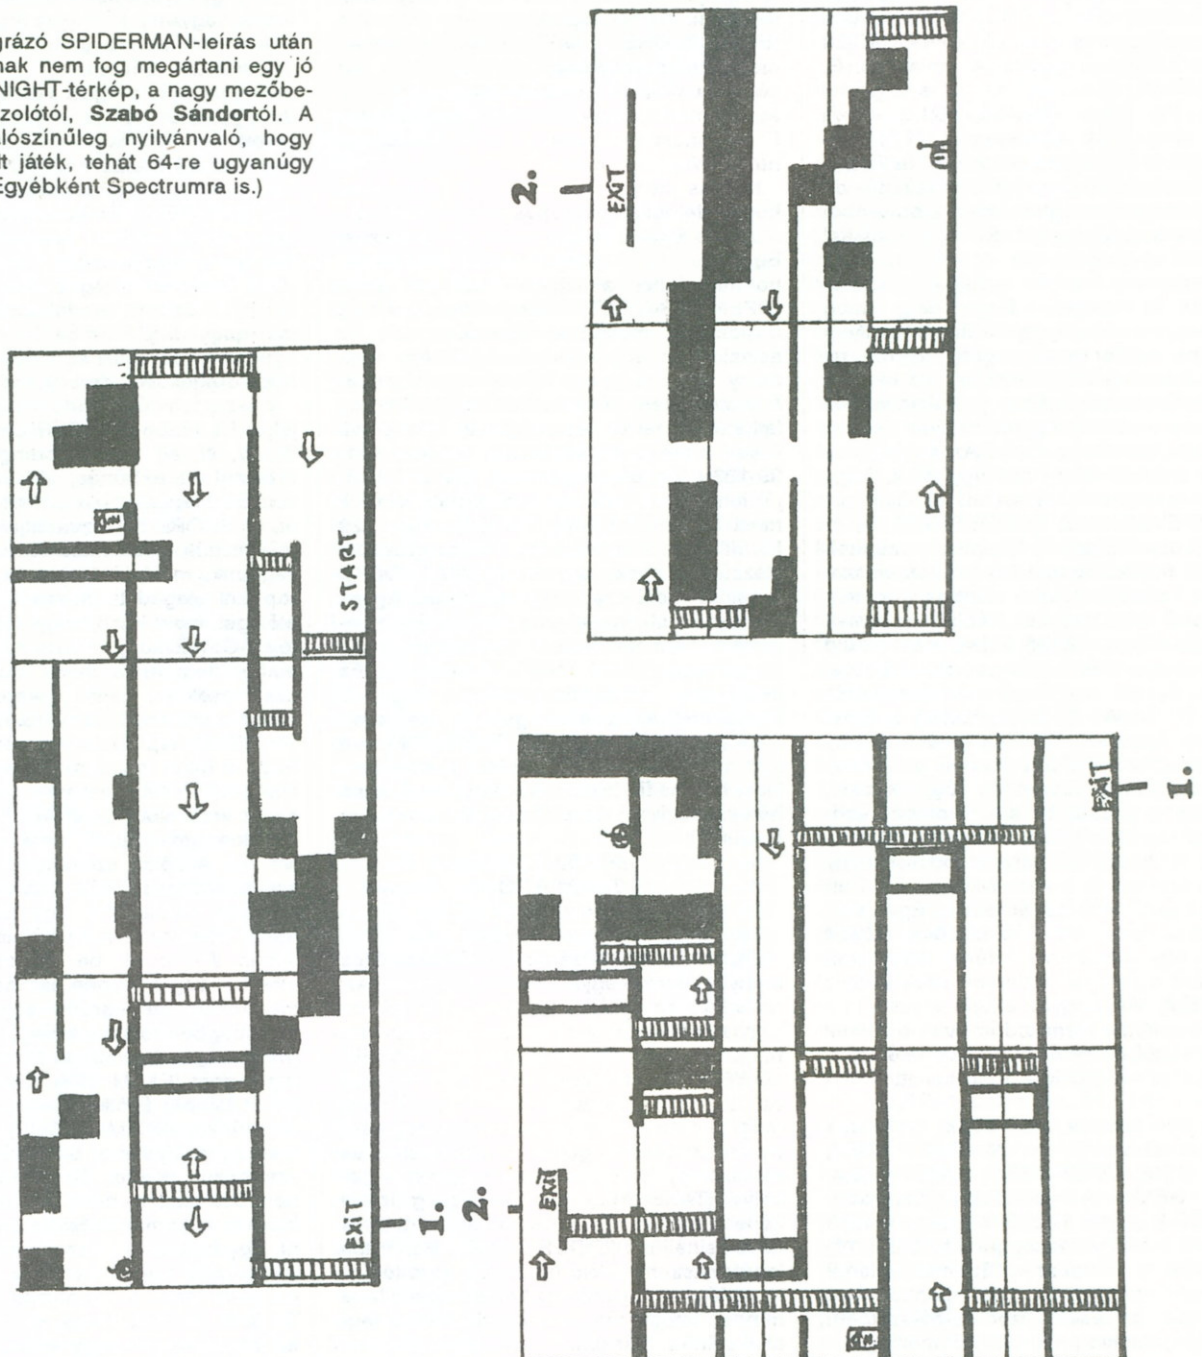 grázó SPIDERMAN-leírás után
nak nem fog megártani egy jó
NIGHT-térkép, a nagy mezőbe-
zolótól, Szabó Sándortól. A
lószínűleg nyilvánvaló, hogy
tt játék, tehát 64-re ugyanúgy
Egyébként Spectrumra is.)
2.
EXIT
START
EXIT
1.
2.
EXIT
EXIT
1.